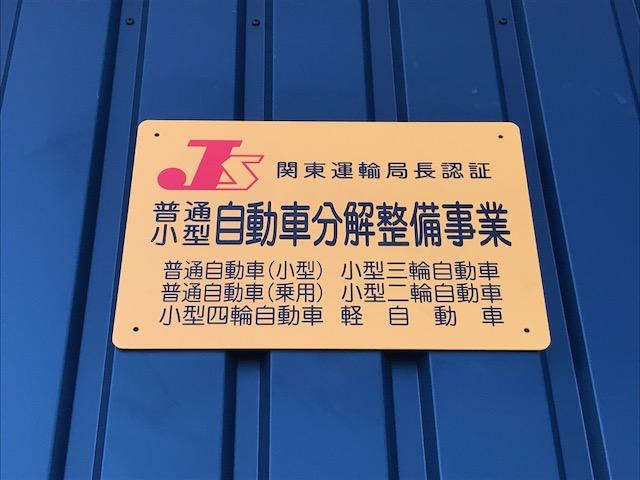 JS 関東運輸局長認証
普通小型 自動車分解整備事業
普通自動車(小型) 小型三輪自動車
普通自動車(乗用) 小型二輪自動車
小型四輪自動車 軽自動車